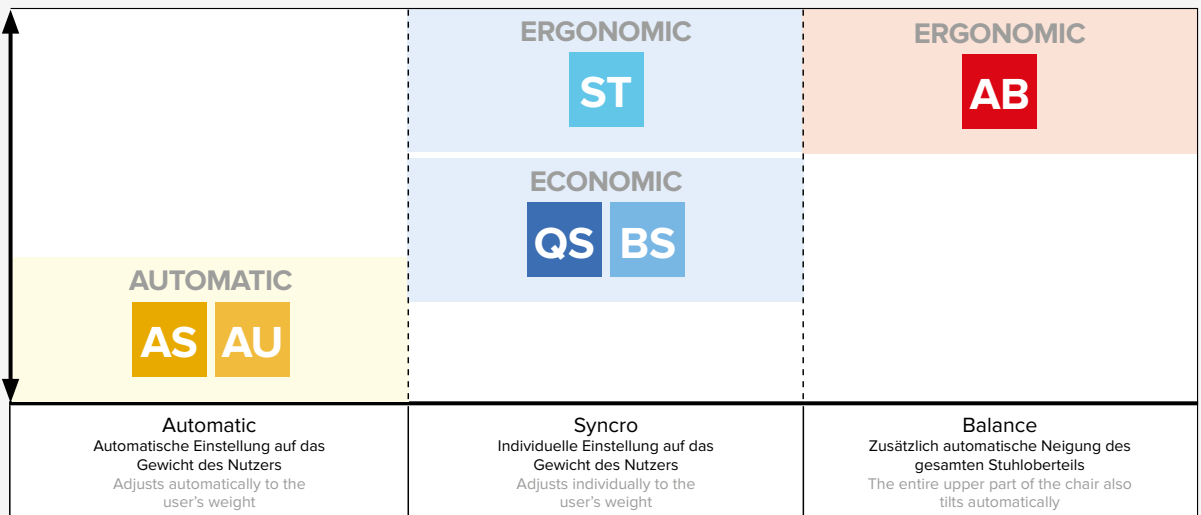 ERGONOMIC
ST
ERGONOMIC
AB
ECONOMIC
QS BS
AUTOMATIC
AS AU
Automatic
Automatische Einstellung auf das
Gewicht des Nutzers
Adjusts automatically to the
user’s weight
Syncro
Individuelle Einstellung auf das
Gewicht des Nutzers
Adjusts individually to the
user’s weight
Balance
Zusätzlich automatische Neigung des
gesamten Stuhloberteils
The entire upper part of the chair also
tilts automatically